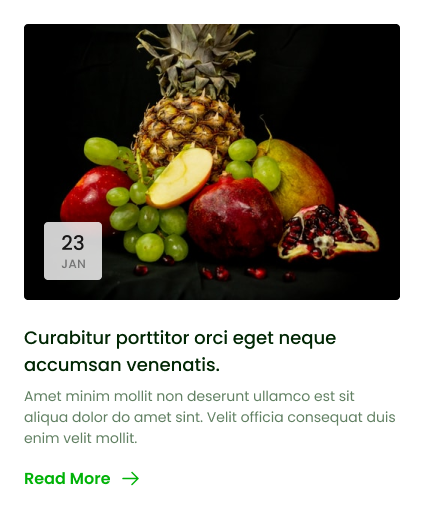 23
JAN
Curabitur porttitor orci eget neque
accumsan venenatis.
Amet minim mollit non deserunt ullamco est sit
aliqua dolor do amet sint. Velit officia consequat duis
enim velit mollit.
Read More